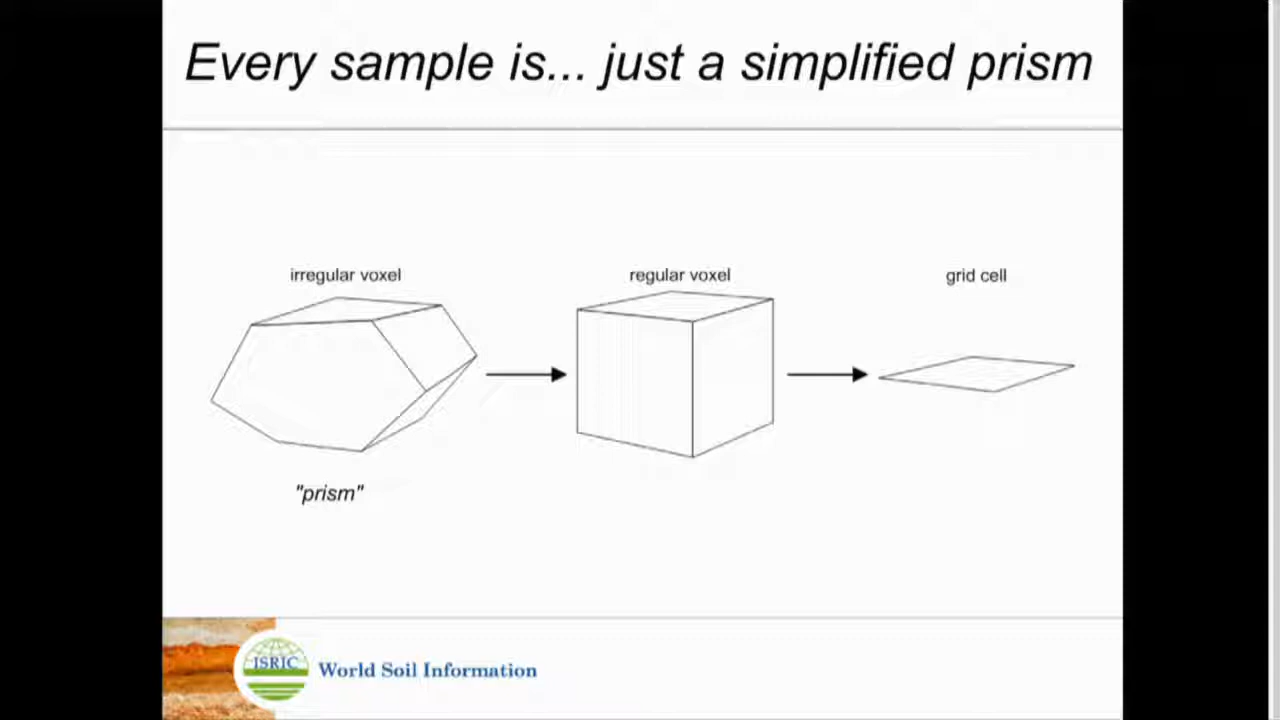 Every sample is... just a simplified prism
irregular voxel
regular voxel
grid cell
"prism"
ISRIC
World Soil Information